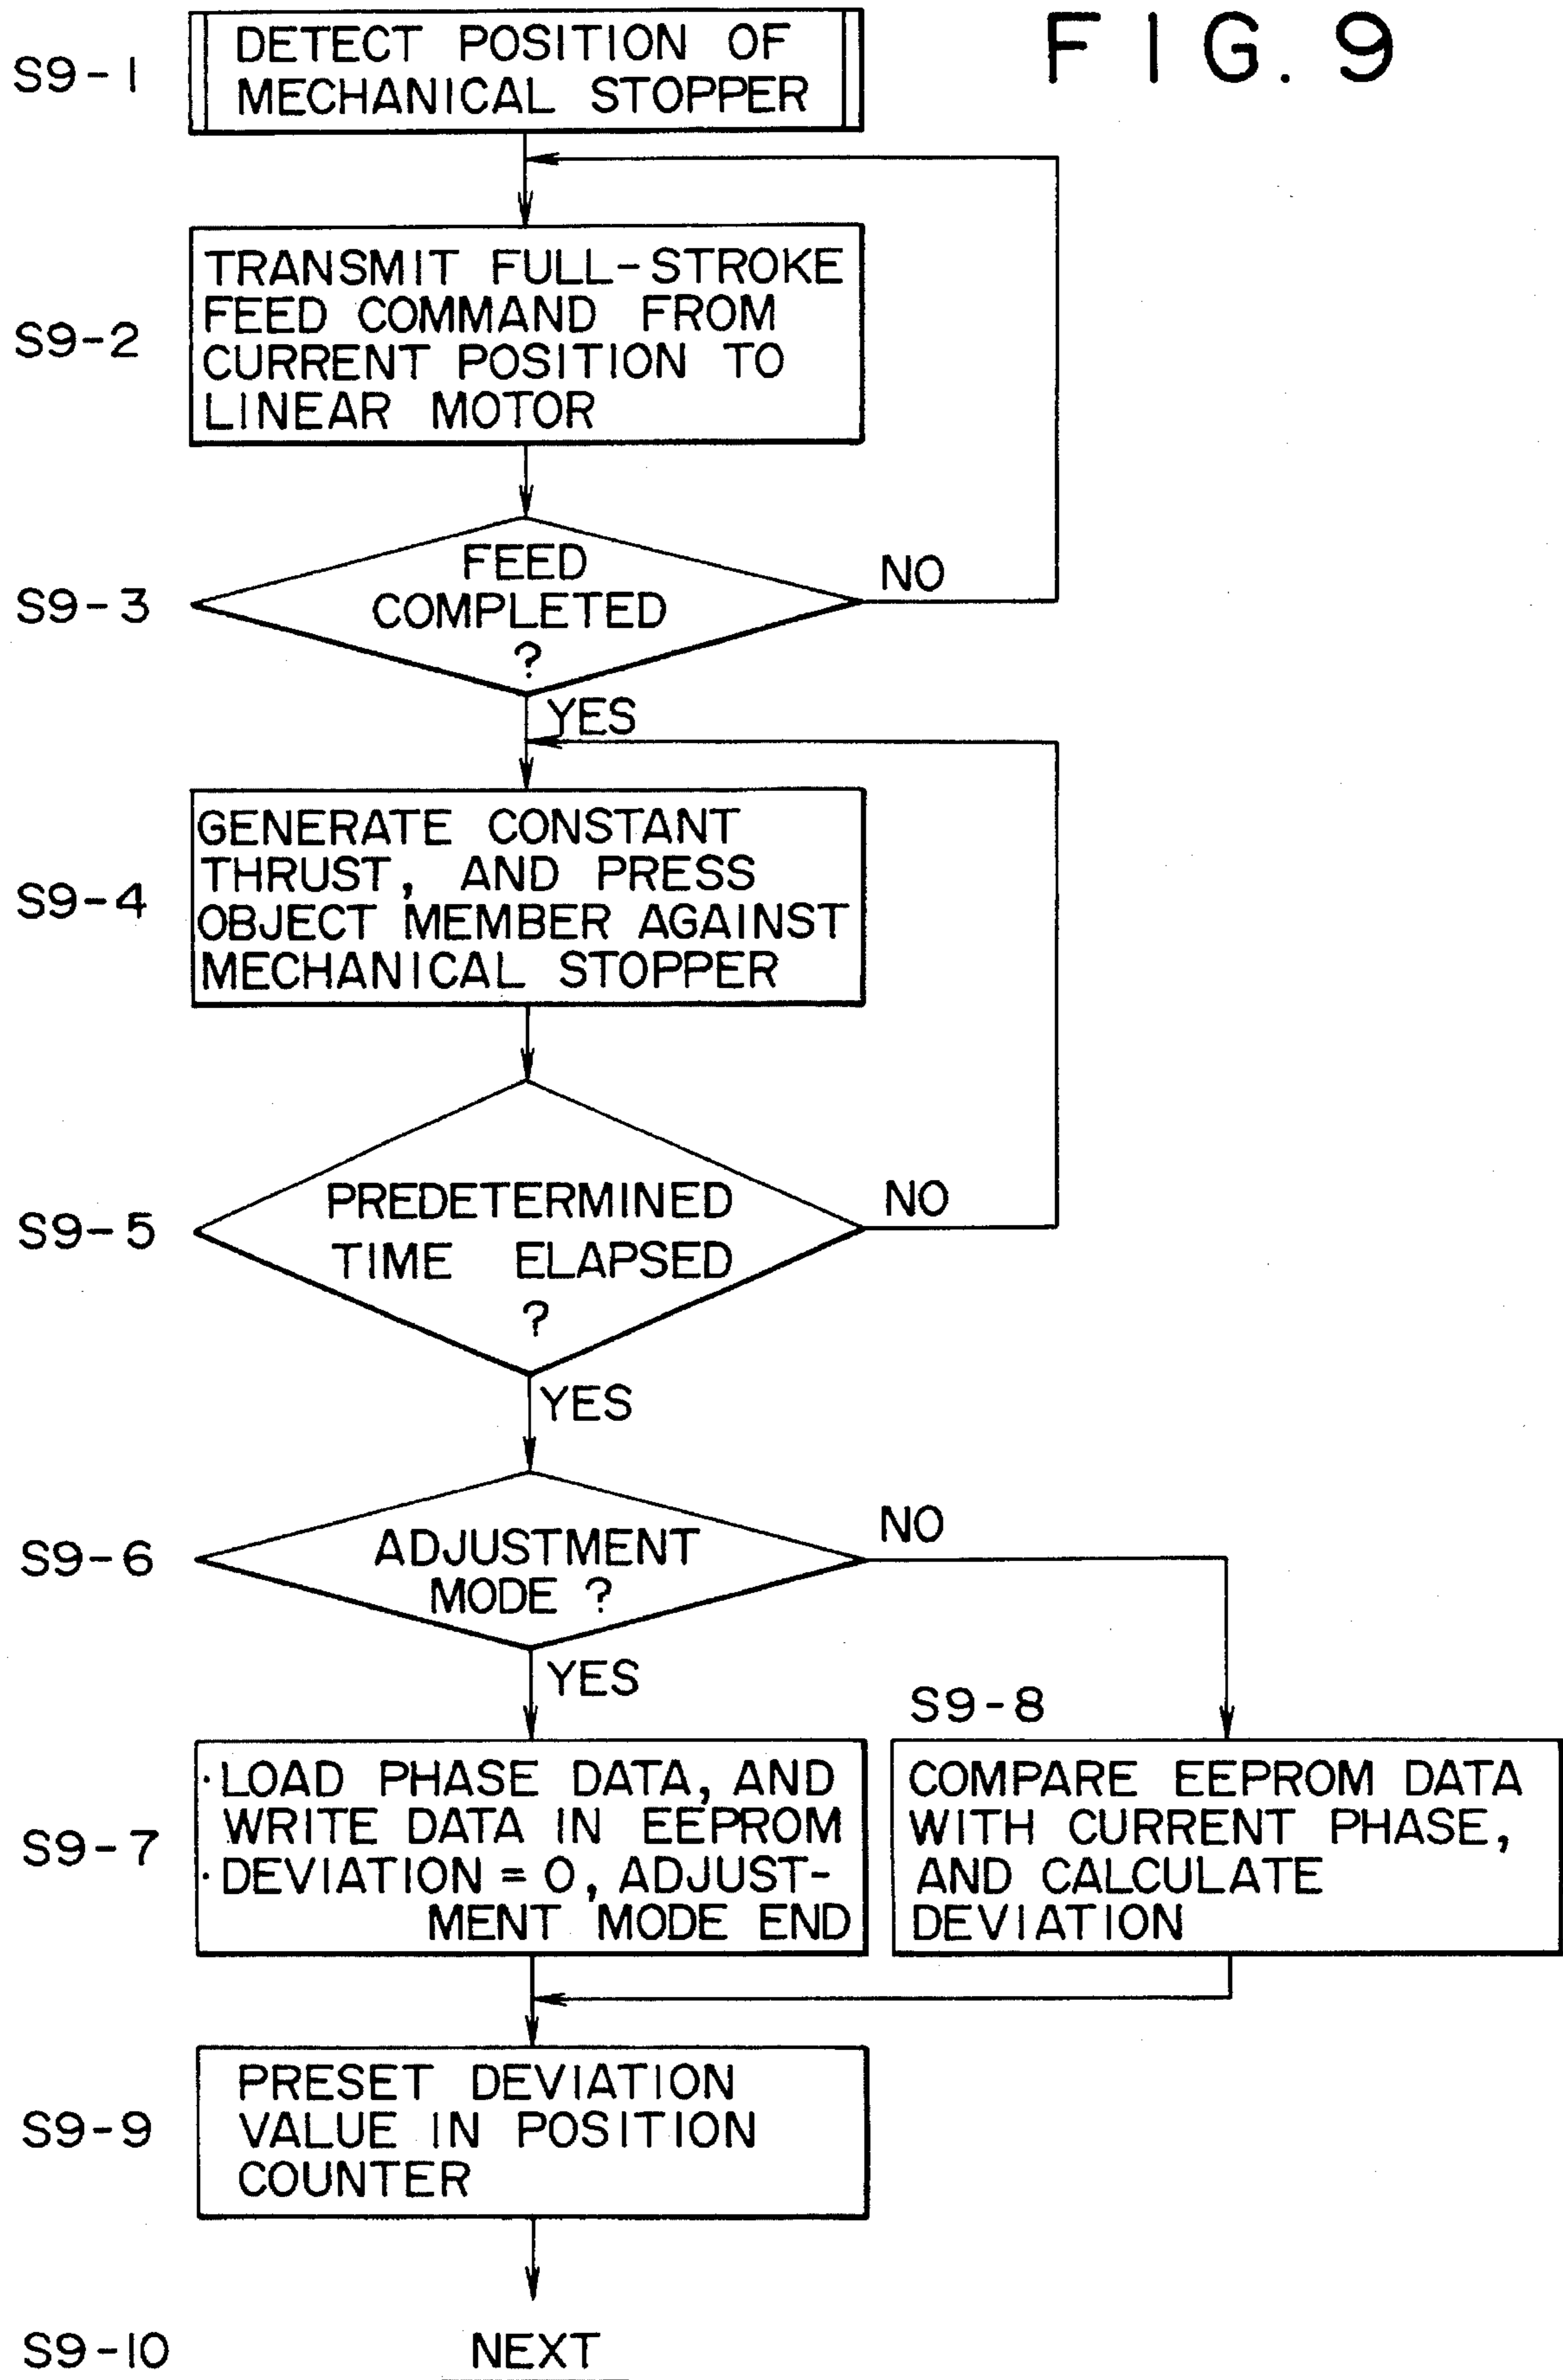 FIG. 9
S9-1
DETECT POSITION OF
MECHANICAL STOPPER
S9-2
TRANSMIT FULL-STROKE
FEED COMMAND FROM
CURRENT POSITION TO
LINEAR MOTOR
S9-3
FEED
COMPLETED
?
NO
YES
S9-4
GENERATE CONSTANT
THRUST, AND PRESS
OBJECT MEMBER AGAINST
MECHANICAL STOPPER
S9-5
PREDETERMINED
TIME ELAPSED
?
NO
YES
S9-6
ADJUSTMENT
MODE ?
NO
YES
S9-7
·LOAD PHASE DATA, AND
WRITE DATA IN EEPROM
·DEVIATION = 0, ADJUST-
MENT MODE END
S9-8
COMPARE EEPROM DATA
WITH CURRENT PHASE,
AND CALCULATE
DEVIATION
S9-9
PRESET DEVIATION
VALUE IN POSITION
COUNTER
S9-10
NEXT